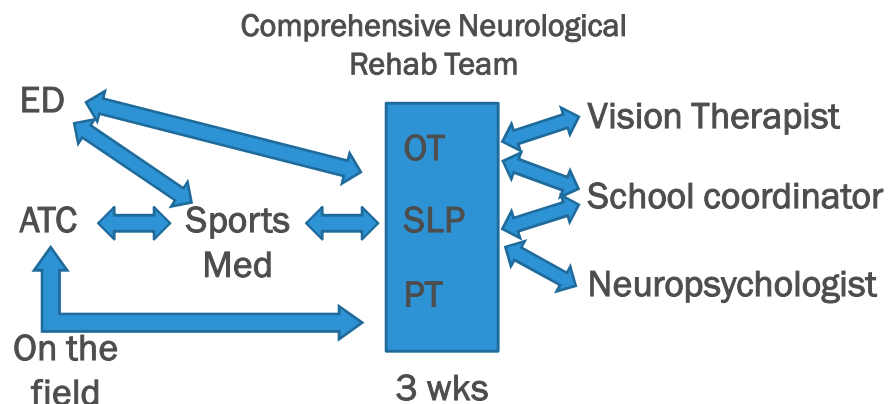 Comprehensive Neurological
Rehab Team
ED
ATC
Sports
Med
On the
field
OT
SLP
PT
3 wks
Vision Therapist
School coordinator
Neuropsychologist